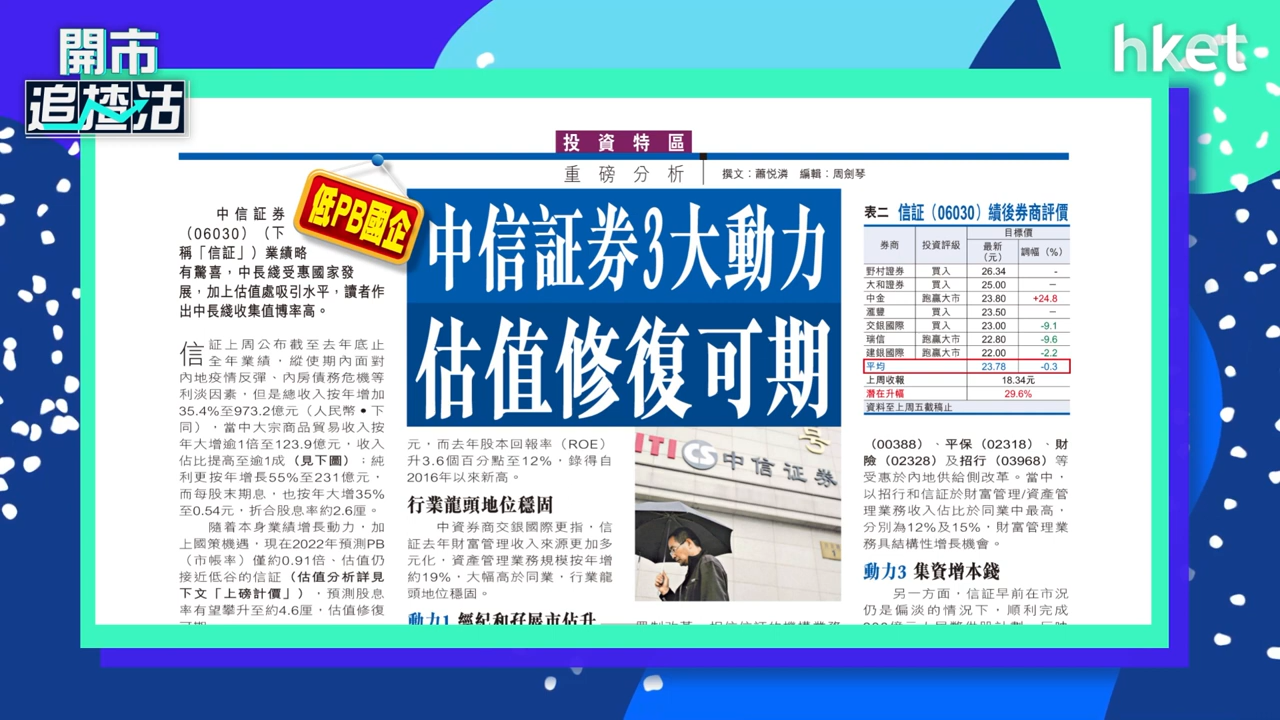 開市
追揸沽
hket
投資特區
重磅分析
撰文：蕭悅潾 編輯：周劍琴
低PB國企
中信証券3大動力
估值修復可期
中信証券
(06030)（下
稱「信証」）業績略
有驚喜，中長綫受惠國家發
展，加上估值處吸引水平，讀者作
出中長綫收集值博率高。
信証上周公布截至去年底止
全年業績，縱使期內面對
內地疫情反彈、內房債務危機等
利淡因素，但是總收入按年增加
35.4%至973.2億元（人民幣•下
同），當中大宗商品貿易收入按
年大增逾1倍至123.9億元，收入
佔比提高至逾1成（見下圖）；純
利更按年增長55%至231億元，
而每股末期息，也按年大增35%
至0.54元，折合股息率約2.6厘。
隨着本身業績增長動力，加
上國策機遇，現在2022年預測PB
（市帳率）僅約0.91倍、估值仍
接近低谷的信証（估值分析詳見
下文「上磅計價」），預測股息
率有望攀升至約4.6厘，估值修復
元，而去年股本回報率（ROE）
升3.6個百分點至12%，錄得自
2016年以來新高。
行業龍頭地位穩固
中資券商交銀國際更指，信
証去年財富管理收入來源更加多
元化，資產管理業務規模按年增
約19%，大幅高於同業，行業龍
頭地位穩固。
動力1 經紀和孖展市佔升
ITIC CS 中信证券
表二 信証（06030）績後券商評價
券商 投資評級 目標價
最新（元） 調幅（%）
野村證券 買入 26.34 -
大和證券 買入 25.00 –
中金 跑贏大市 23.80 +24.8
滙豐 買入 23.50 –
交銀國際 買入 23.00 -9.1
瑞信 跑贏大市 22.80 -9.6
建銀國際 跑贏大市 22.00 -2.2
平均 23.78 -0.3
上周收報 18.34元
潛在升幅 29.6%
資料至上周五截稿止
（00388）、平保（02318）、財
險（02328）及招行（03968）等
受惠於內地供給側改革。當中，
以招行和信証於財富管理/資產管
理業務收入佔比於同業中最高，
分別為12%及15%，財富管理業
務具結構性增長機會。
動力3 集資增本錢
另一方面，信証早前在市況
仍是偏淡的情況下，順利完成